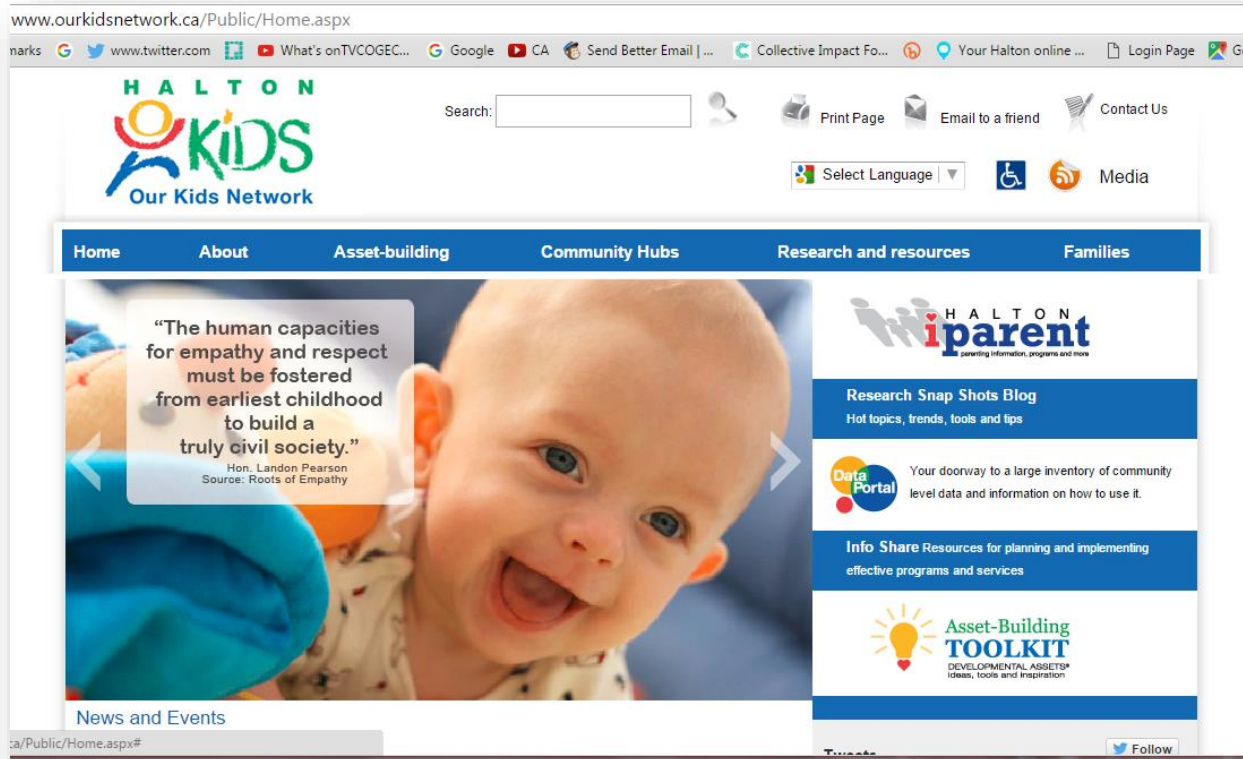 www.ourkidsnetwork.ca/Public/Home.aspx
marks www.twitter.com What's onTVCOGEC... Google CA Send Better Email | ... Collective Impact Fo... Your Halton online ... Login Page G
HALTON
KiDS
Our Kids Network
Search:
Print Page Email to a friend Contact Us
Select Language ▼ Media
Home About Asset-building Community Hubs Research and resources Families
“The human capacities
for empathy and respect
must be fostered
from earliest childhood
to build a
truly civil society.”
Hon. Landon Pearson
Source: Roots of Empathy
HALTON
iparent
parenting information, programs and more
Research Snap Shots Blog
Hot topics, trends, tools and tips
Data
Portal
Your doorway to a large inventory of community
level data and information on how to use it.
Info Share Resources for planning and implementing
effective programs and services
Asset-Building
TOOLKIT
DEVELOPMENTAL ASSETS®
Ideas, tools and inspiration
News and Events
ca/Public/Home.aspx#
Tweets Follow